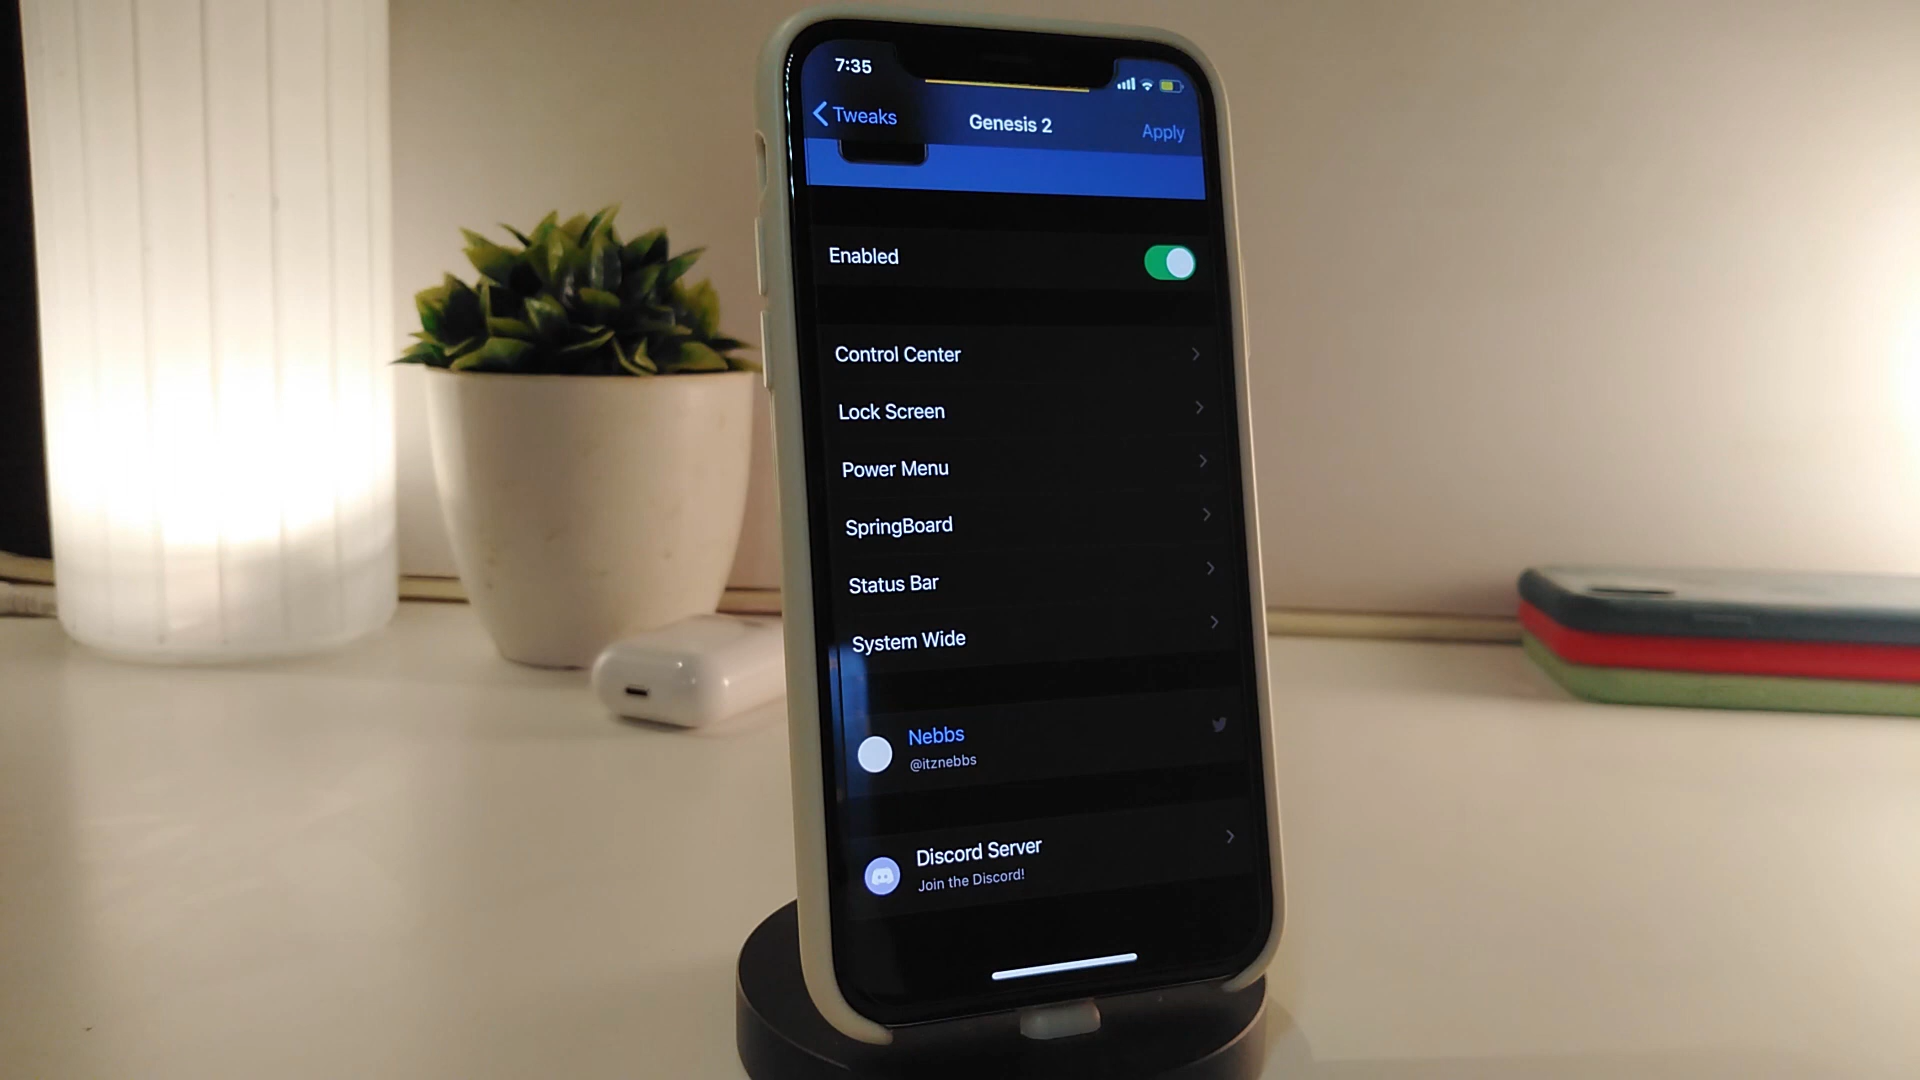 7:35
Tweaks
Genesis 2
Apply
Enabled
Control Center
Lock Screen
Power Menu
SpringBoard
Status Bar
System Wide
Nebbs
@itznebbs
Discord Server
Join the Discord!